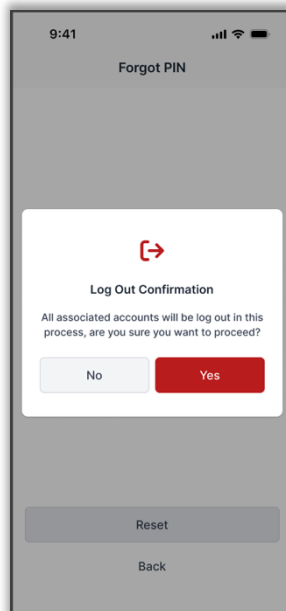 9:41
Forgot PIN
Log Out Confirmation
All associated accounts will be log out in this
process, are you sure you want to proceed?
No
Yes
Reset
Back